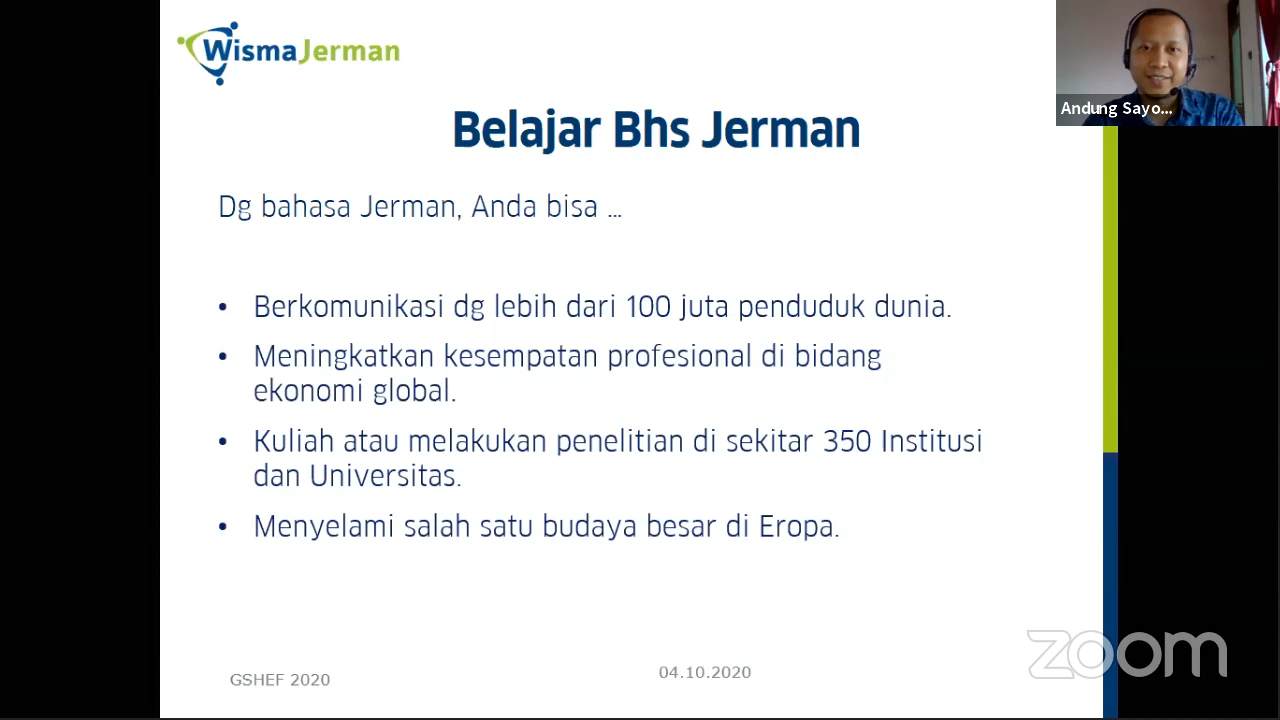 WismaJerman
Andung Sayo...
Belajar Bhs Jerman
Dg bahasa Jerman, Anda bisa ...
• Berkomunikasi dg lebih dari 100 juta penduduk dunia.
• Meningkatkan kesempatan profesional di bidang
ekonomi global.
• Kuliah atau melakukan penelitian di sekitar 350 Institusi
dan Universitas.
• Menyelami salah satu budaya besar di Eropa.
GSHEF 2020
04.10.2020
zoom